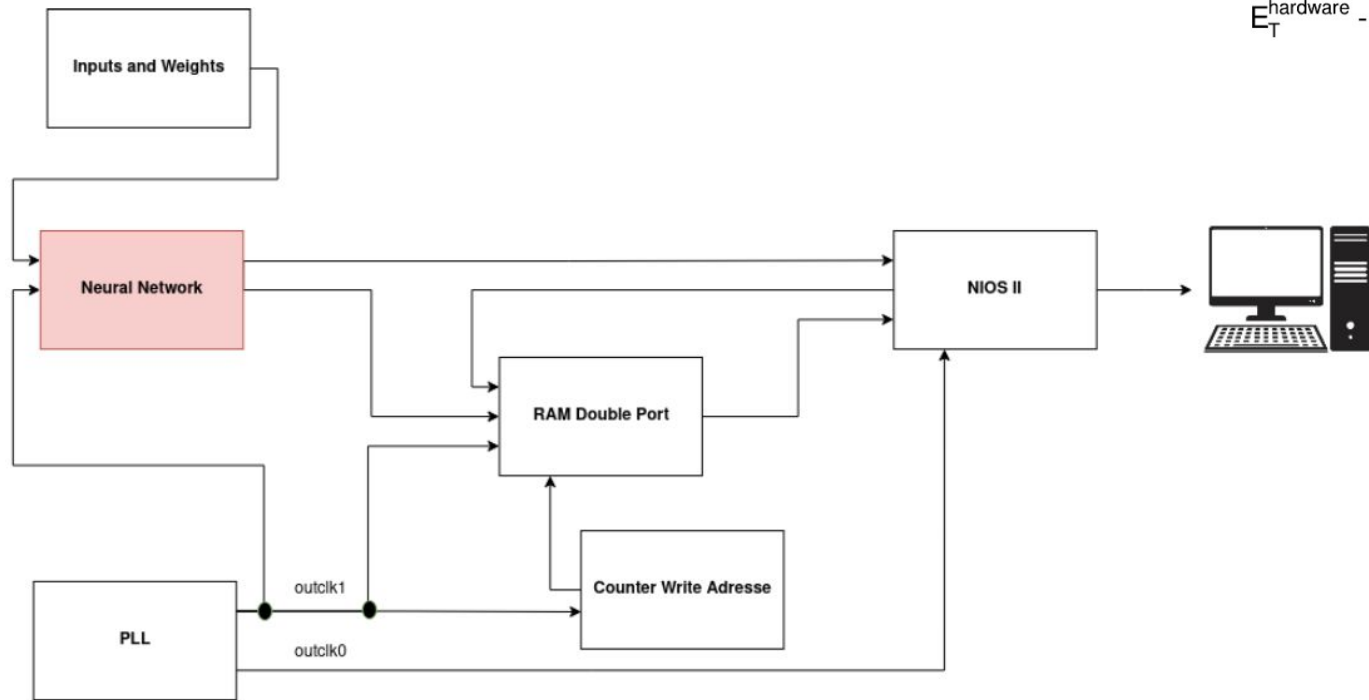 E_T^hardware -
Inputs and Weights
Neural Network
NIOS II
RAM Double Port
Counter Write Adresse
outclk1
PLL
outclk0